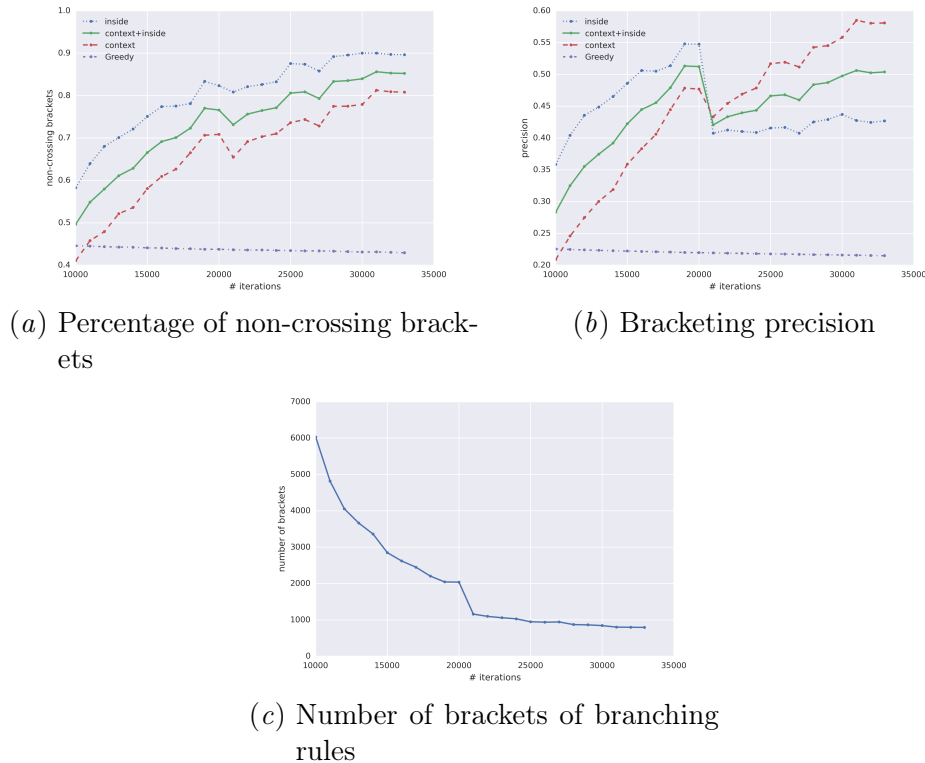 1.0
0.9
0.8
0.7
0.6
0.5
0.4
non-crossing brackets
inside
context+inside
context
Greedy
10000 15000 20000 25000 30000 35000
# iterations
(a) Percentage of non-crossing brack-
ets
0.60
0.55
0.50
0.45
0.40
0.35
0.30
0.25
0.20
precision
inside
context+inside
context
Greedy
10000 15000 20000 25000 30000 35000
# iterations
(b) Bracketing precision
7000
6000
5000
4000
3000
2000
1000
0
number of brackets
10000 15000 20000 25000 30000 35000
# iterations
(c) Number of brackets of branching
rules